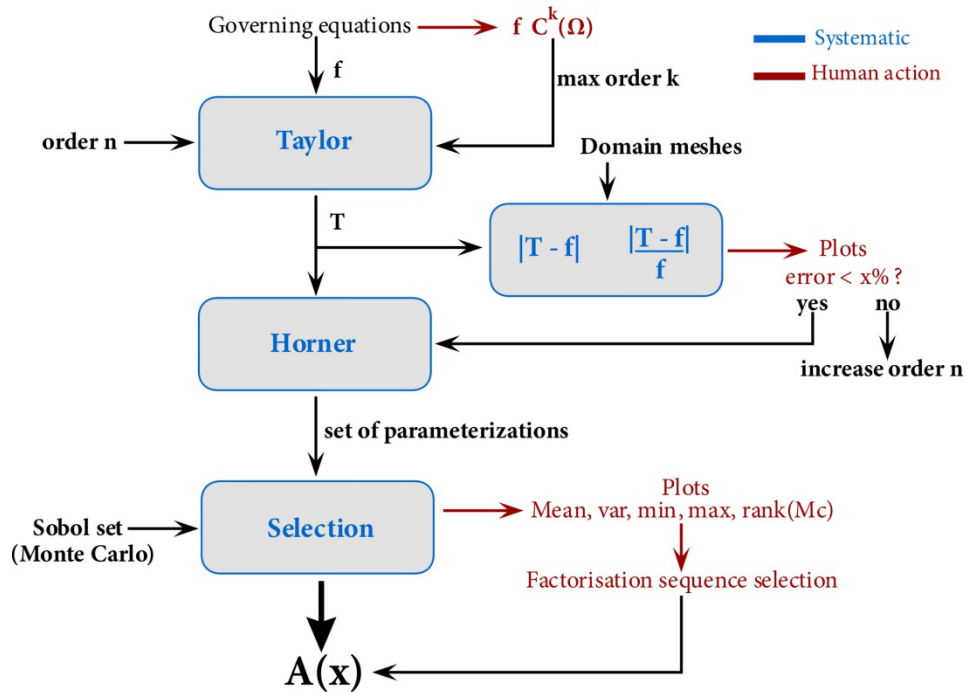 Governing equations
f C^k(Ω)
Systematic
Human action
f
max order k
order n
Taylor
Domain meshes
T
|T - f|
|T - f|
f
Plots
error < x% ?
yes
no
Horner
increase order n
set of parameterizations
Plots
Mean, var, min, max, rank(Mc)
Sobol set
(Monte Carlo)
Selection
Factorisation sequence selection
A(x)